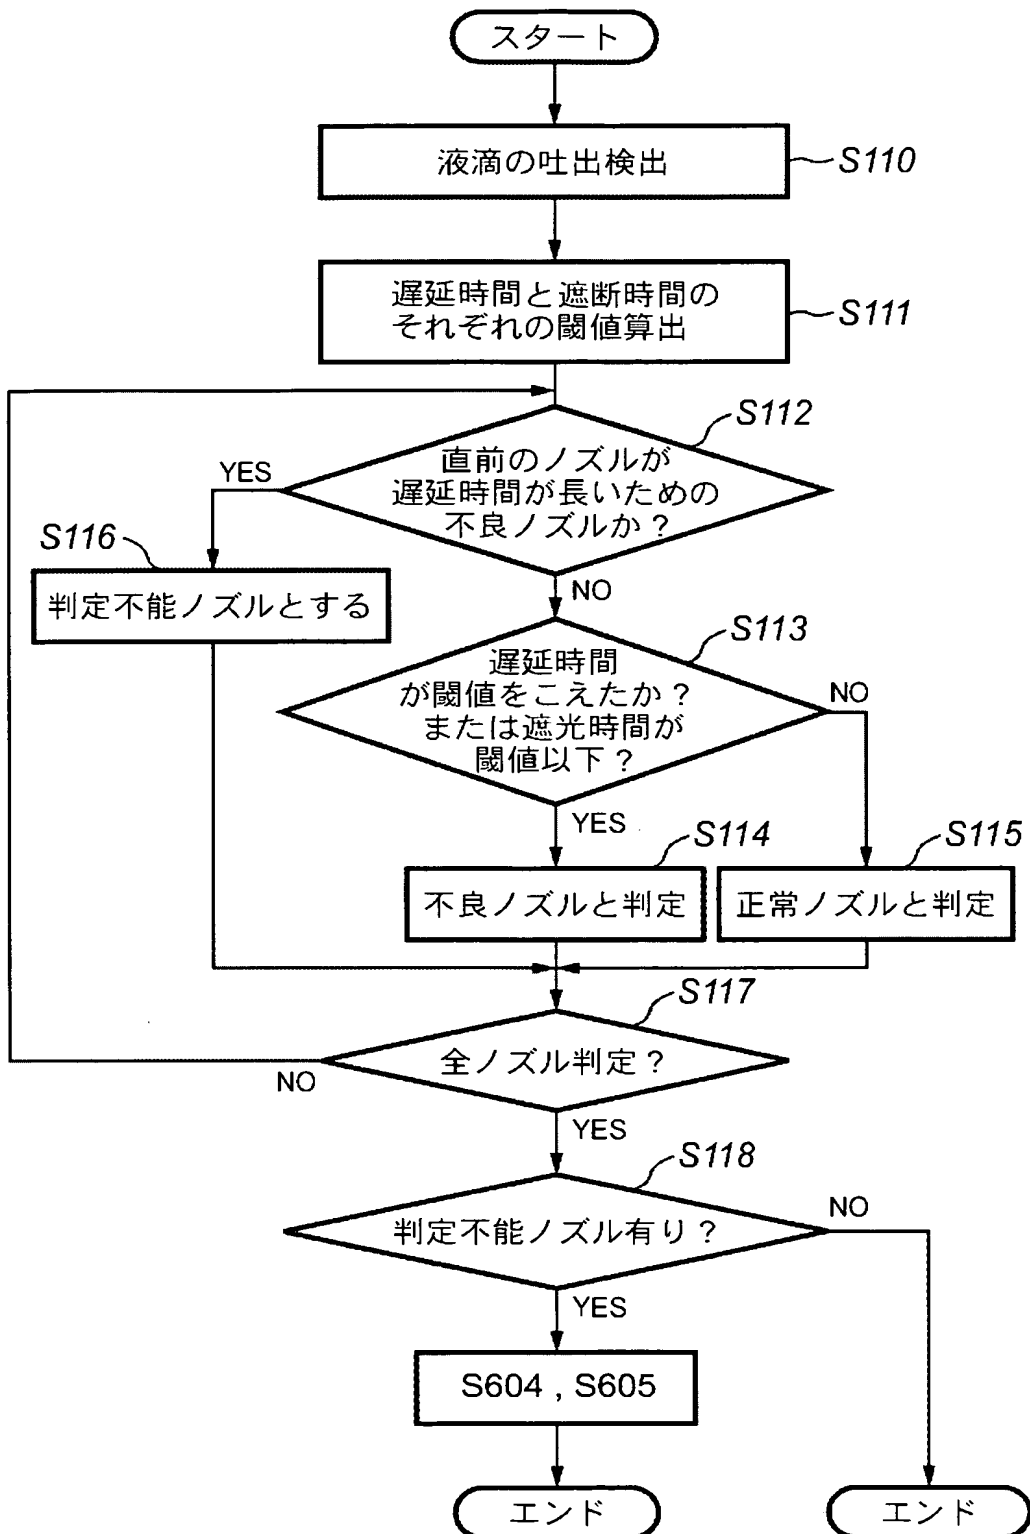 スタート
液滴の吐出検出
S110
遅延時間と遮断時間の
それぞれの閾値算出
S111
S112
直前のノズルが
遅延時間が長いための
不良ノズルか？
YES
NO
S116
判定不能ノズルとする
S113
遅延時間
が閾値をこえたか？
または遮光時間が
閾値以下？
NO
YES
S114
不良ノズルと判定
S115
正常ノズルと判定
S117
全ノズル判定？
NO
YES
S118
判定不能ノズル有り？
NO
YES
S604 , S605
エンド
エンド